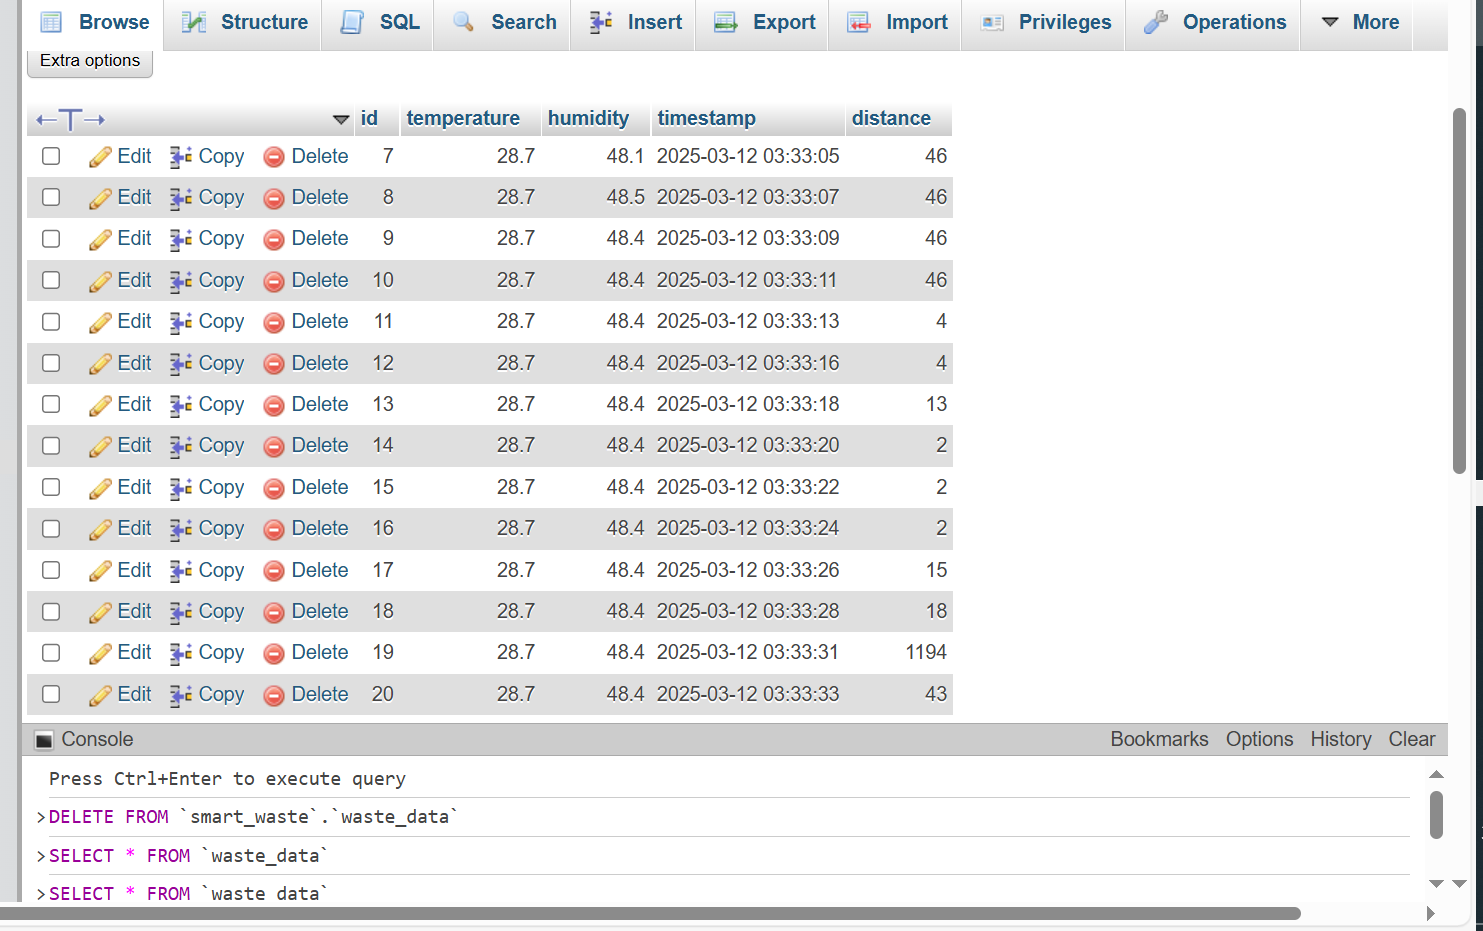 Browse Structure SQL Search Insert Export Import Privileges Operations More
Extra options
←T→ id temperature humidity timestamp distance
Edit Copy Delete 7 28.7 48.1 2025-03-12 03:33:05 46
Edit Copy Delete 8 28.7 48.5 2025-03-12 03:33:07 46
Edit Copy Delete 9 28.7 48.4 2025-03-12 03:33:09 46
Edit Copy Delete 10 28.7 48.4 2025-03-12 03:33:11 46
Edit Copy Delete 11 28.7 48.4 2025-03-12 03:33:13 4
Edit Copy Delete 12 28.7 48.4 2025-03-12 03:33:16 4
Edit Copy Delete 13 28.7 48.4 2025-03-12 03:33:18 13
Edit Copy Delete 14 28.7 48.4 2025-03-12 03:33:20 2
Edit Copy Delete 15 28.7 48.4 2025-03-12 03:33:22 2
Edit Copy Delete 16 28.7 48.4 2025-03-12 03:33:24 2
Edit Copy Delete 17 28.7 48.4 2025-03-12 03:33:26 15
Edit Copy Delete 18 28.7 48.4 2025-03-12 03:33:28 18
Edit Copy Delete 19 28.7 48.4 2025-03-12 03:33:31 1194
Edit Copy Delete 20 28.7 48.4 2025-03-12 03:33:33 43
Console Bookmarks Options History Clear
Press Ctrl+Enter to execute query
>DELETE FROM `smart_waste`.`waste_data`
>SELECT * FROM `waste_data`
>SELECT * FROM `waste data`